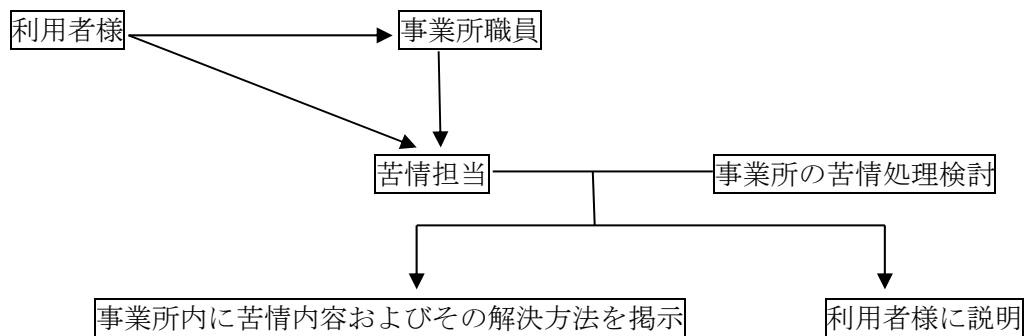 利用者様
事業所職員
苦情担当
事業所の苦情処理検討
事業所内に苦情内容およびその解決方法を掲示
利用者様に説明